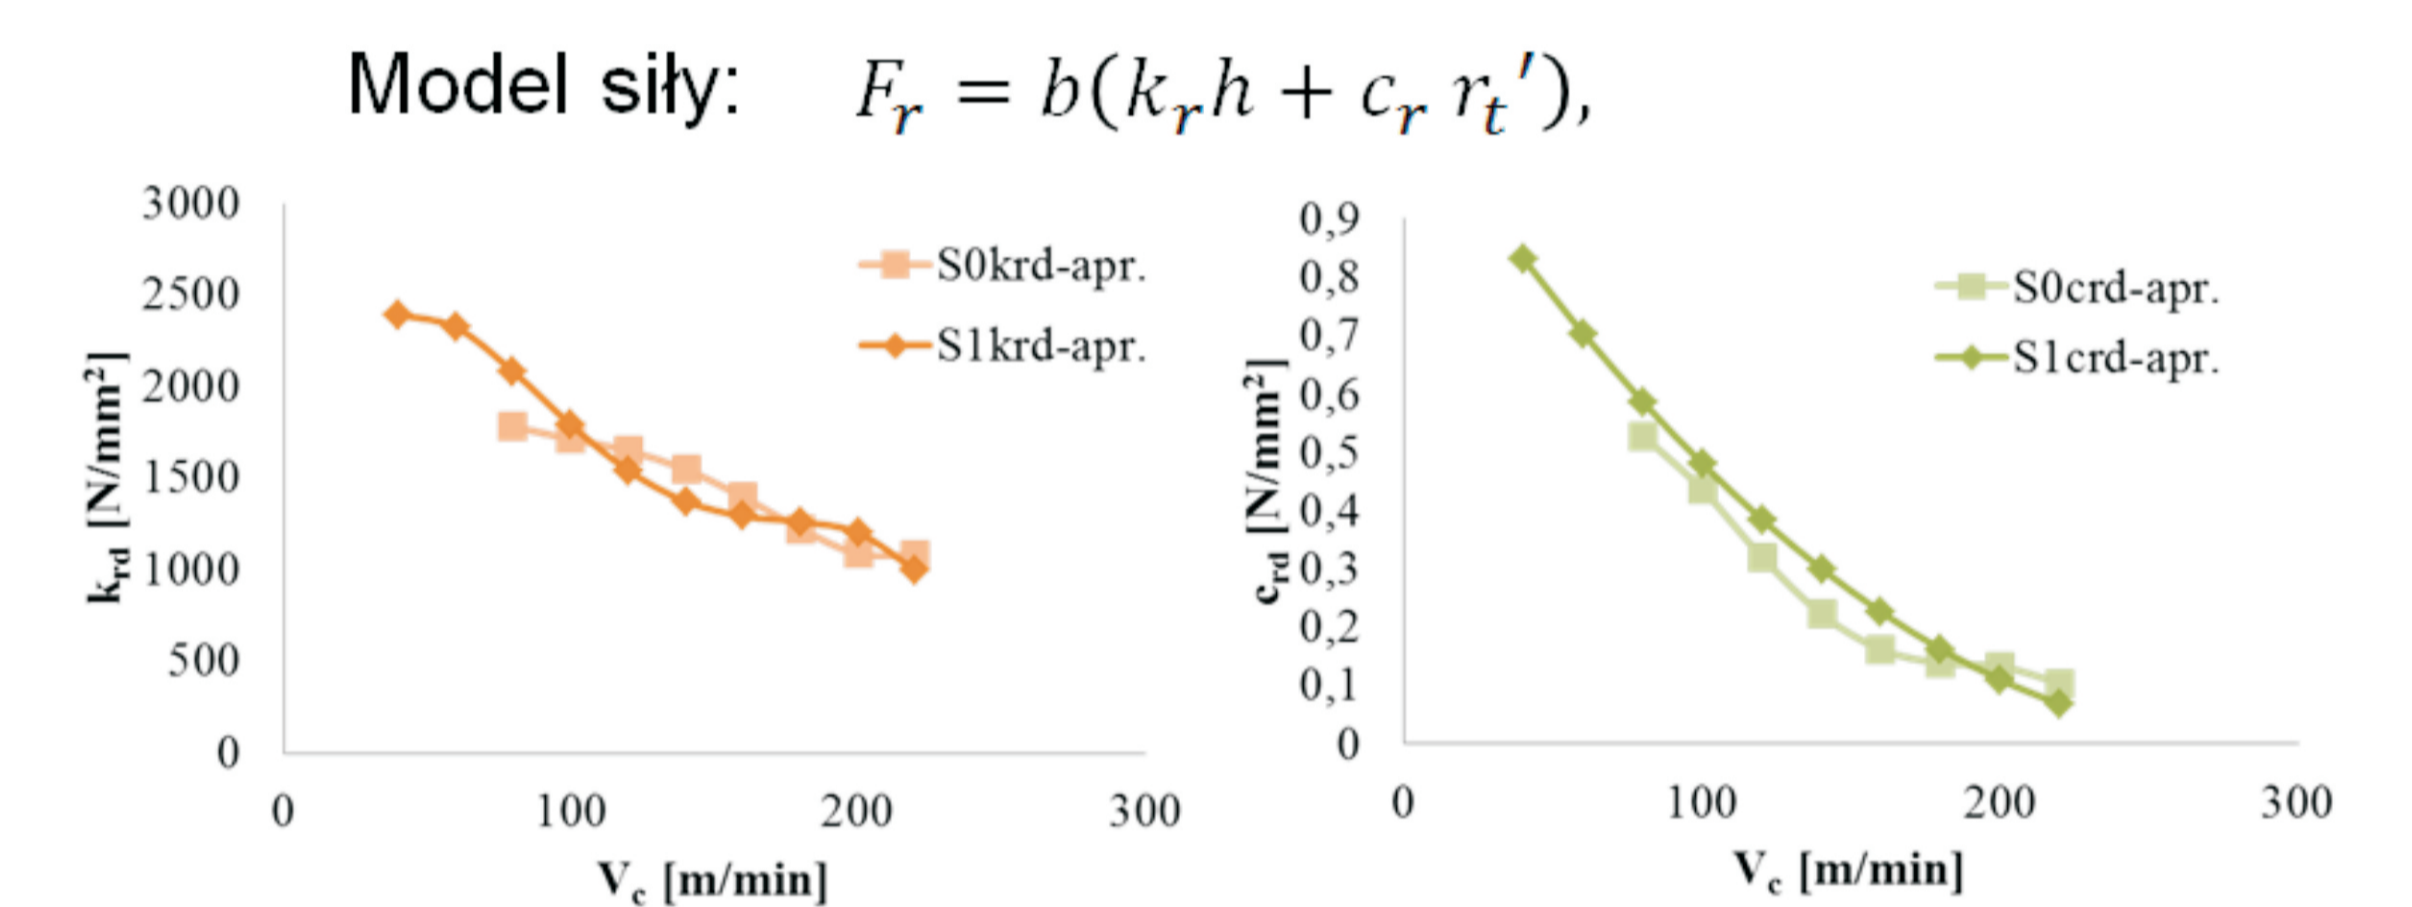 Model siły: F_r = b(k_r h + c_r r_t'),
3000
2500
2000
1500
1000
500
0
k_rd [N/mm²]
S0krd-apr.
S1krd-apr.
0 100 200 300
V_c [m/min]
0,9
0,8
0,7
0,6
0,5
0,4
0,3
0,2
0,1
0
c_rd [N/mm²]
S0crd-apr.
S1crd-apr.
0 100 200 300
V_c [m/min]